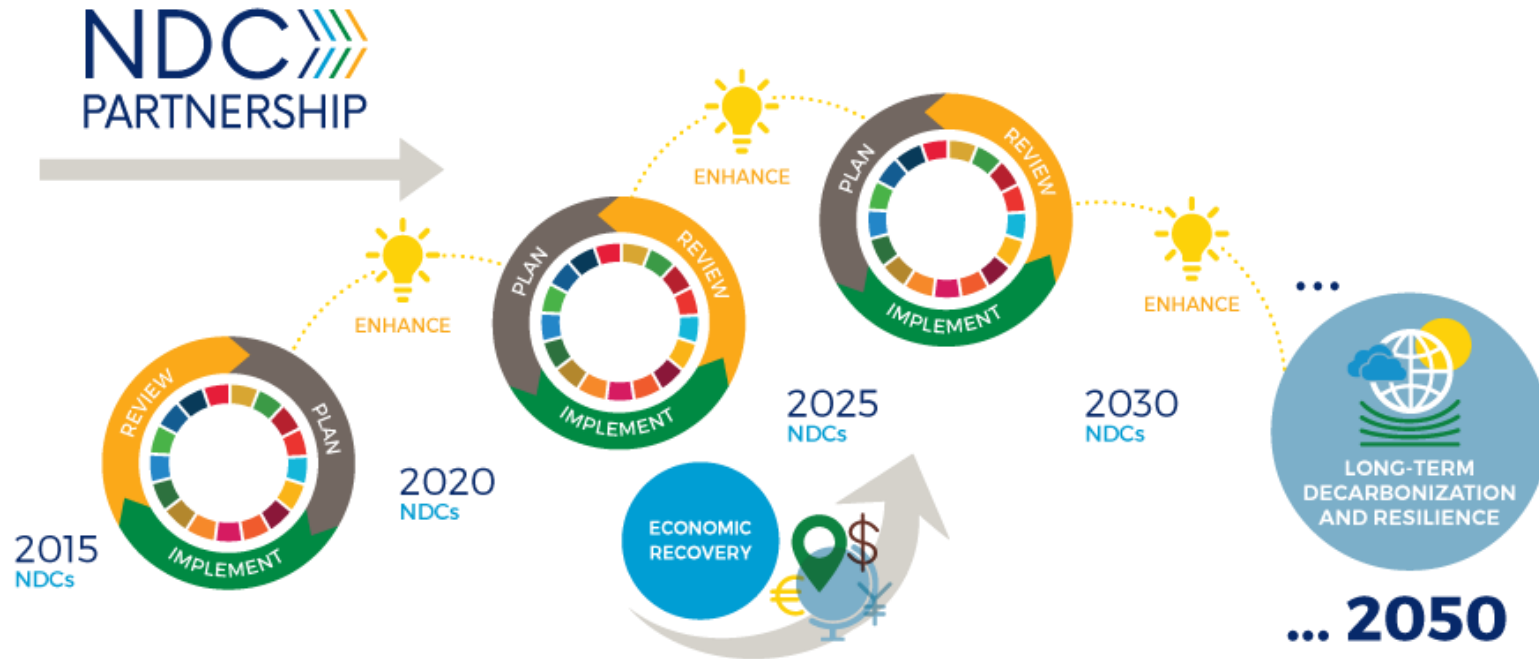 NDC
PARTNERSHIP
2015
NDCs
REVIEW
PLAN
IMPLEMENT
ENHANCE
2020
NDCs
PLAN
REVIEW
IMPLEMENT
ENHANCE
2025
NDCs
PLAN
REVIEW
IMPLEMENT
ENHANCE
2030
NDCs
ECONOMIC
RECOVERY
$
€
¥
...
LONG-TERM
DECARBONIZATION
AND RESILIENCE
... 2050